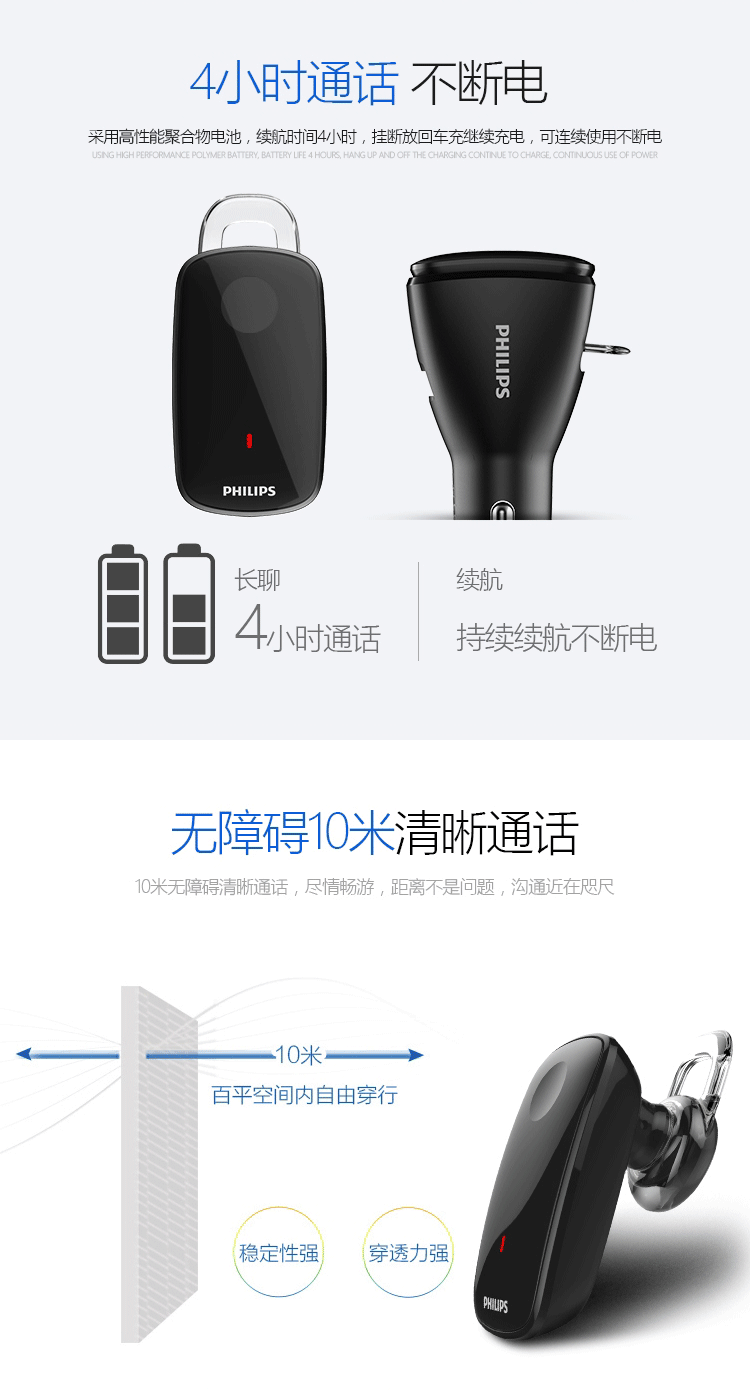 4小时通话 不断电
采用高性能聚合物电池，续航时间4小时，挂断放回车充继续充电，可连续使用不断电
USING HIGH PERFORMANCE POLYMER BATTERY, BATTERY LIFE 4 HOURS, HANG UP AND OFF THE CHARGING CONTINUE TO CHARGE, CONTINUOUS USE OF POWER
PHILIPS
PHILIPS
长聊
4小时通话
续航
持续续航不断电
无障碍10米清晰通话
10米无障碍清晰通话，尽情畅游，距离不是问题，沟通近在咫尺
10米
百平空间内自由穿行
稳定性强
穿透力强
PHILIPS